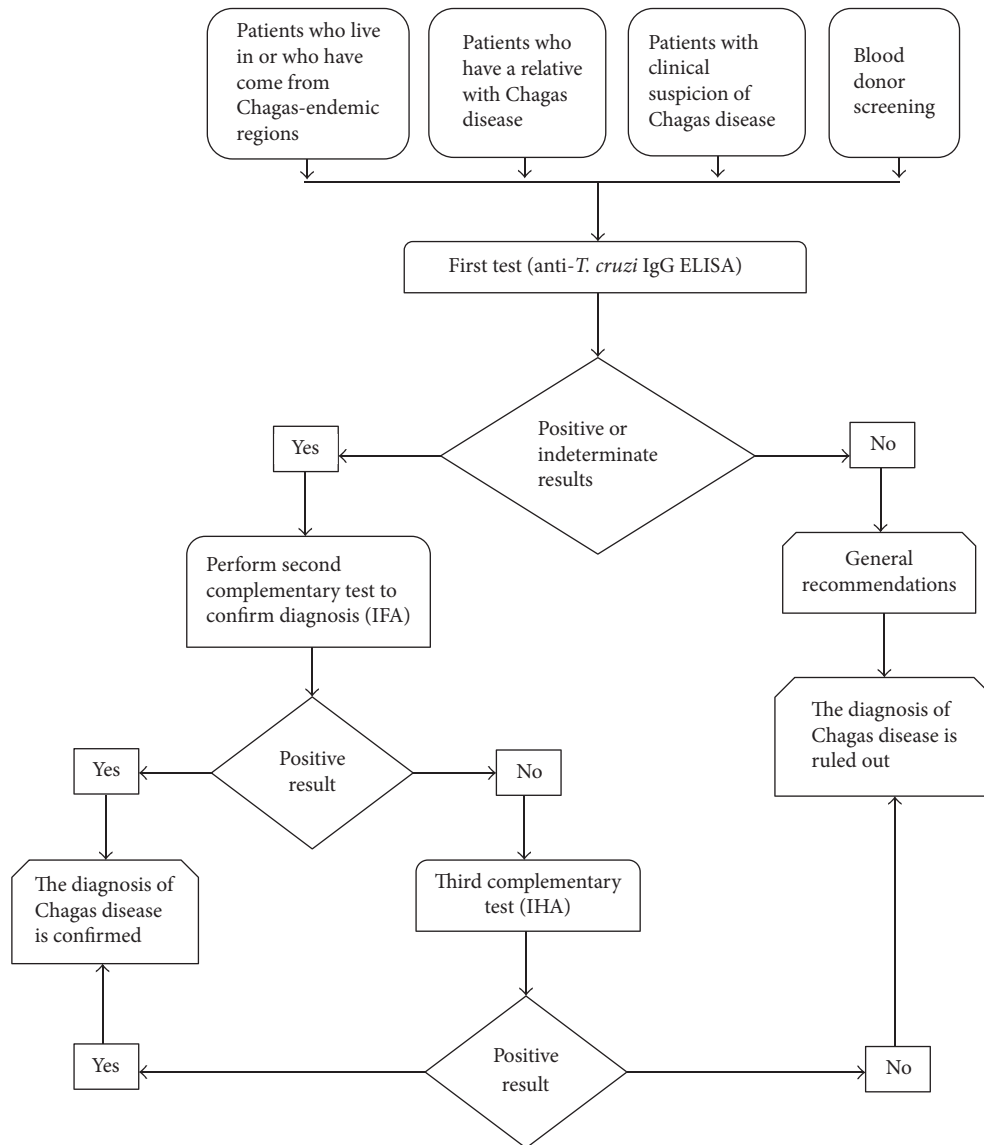 Patients who live
in or who have
come from
Chagas-endemic
regions
Patients who
have a relative
with Chagas
disease
Patients with
clinical
suspicion of
Chagas disease
Blood
donor
screening
First test (anti-T. cruzi IgG ELISA)
Positive or
indeterminate
results
Yes
No
Perform second
complementary test to
confirm diagnosis (IFA)
General
recommendations
The diagnosis of
Chagas disease is
ruled out
Positive
result
Yes
No
The diagnosis of
Chagas disease
is confirmed
Third complementary
test (IHA)
Positive
result
Yes
No